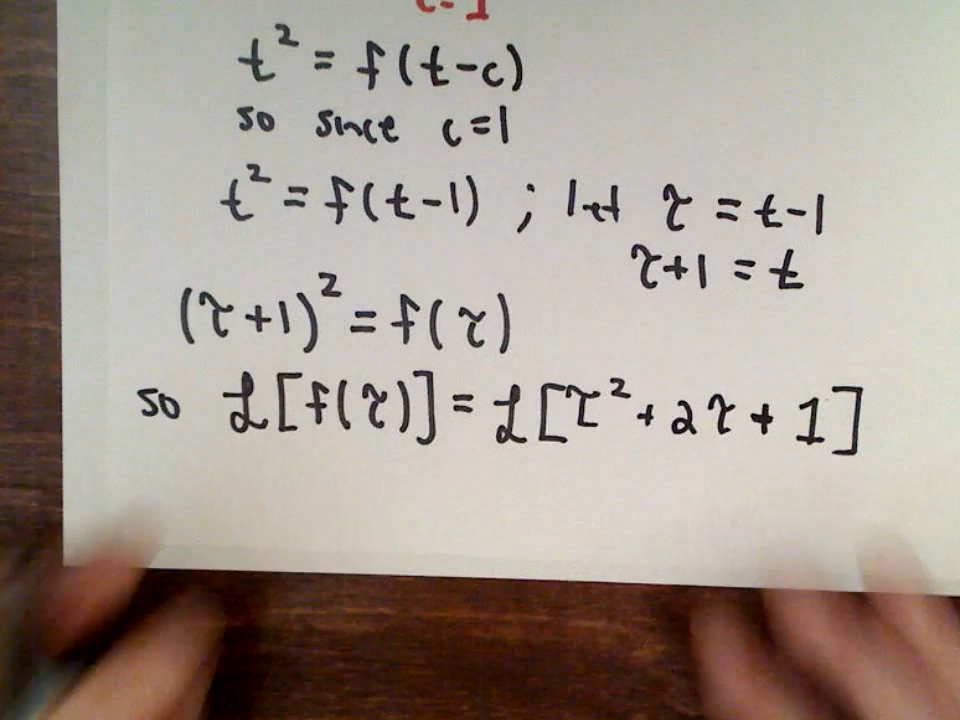 t² = f(t-c)
so since c=1
t² = f(t-1) ; let τ = t-1
τ+1 = t
(τ+1)² = f(τ)
so ℒ[f(τ)] = ℒ[τ² + 2τ + 1]